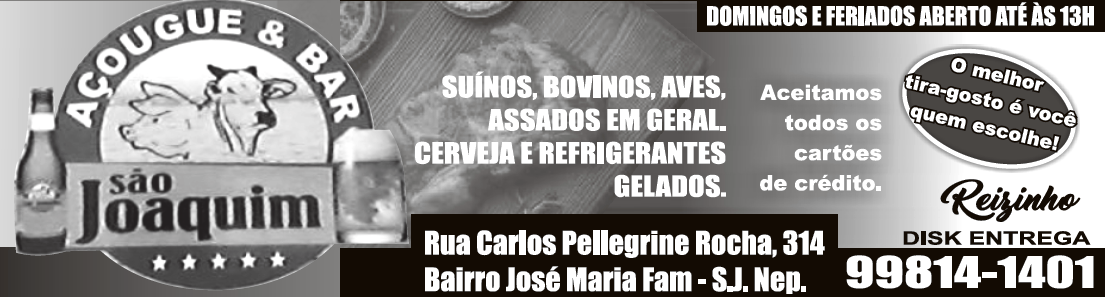 AÇOUGUE & BAR
são
Joaquim
DOMINGOS E FERIADOS ABERTO ATÉ ÀS 13H
SUÍNOS, BOVINOS, AVES,
ASSADOS EM GERAL.
CERVEJA E REFRIGERANTES
GELADOS.
Aceitamos
todos os
cartões
de crédito.
O melhor
tira-gosto é você
quem escolhe!
Reizinho
DISK ENTREGA
99814-1401
Rua Carlos Pellegrine Rocha, 314
Bairro José Maria Fam - S.J. Nep.